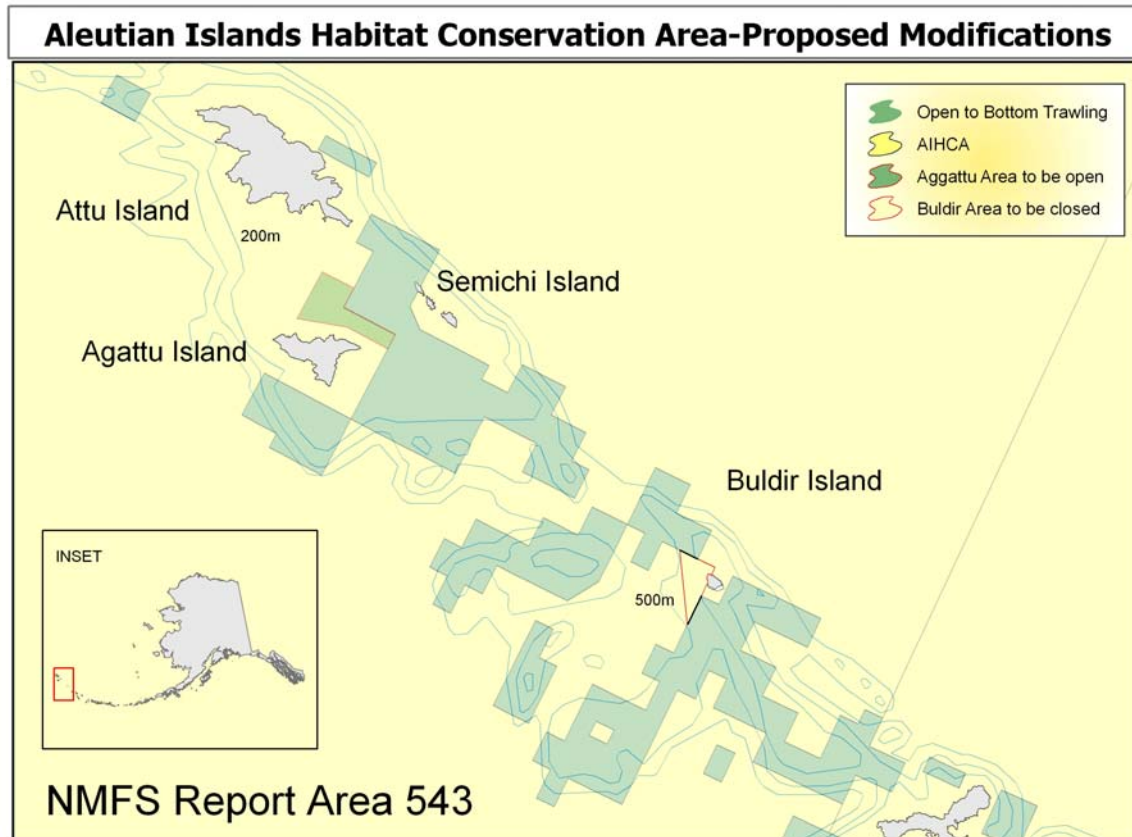 Aleutian Islands Habitat Conservation Area-Proposed Modifications
Open to Bottom Trawling
AIHCA
Aggattu Area to be open
Buldir Area to be closed
Attu Island
200m
Semichi Island
Agattu Island
Buldir Island
500m
INSET
NMFS Report Area 543